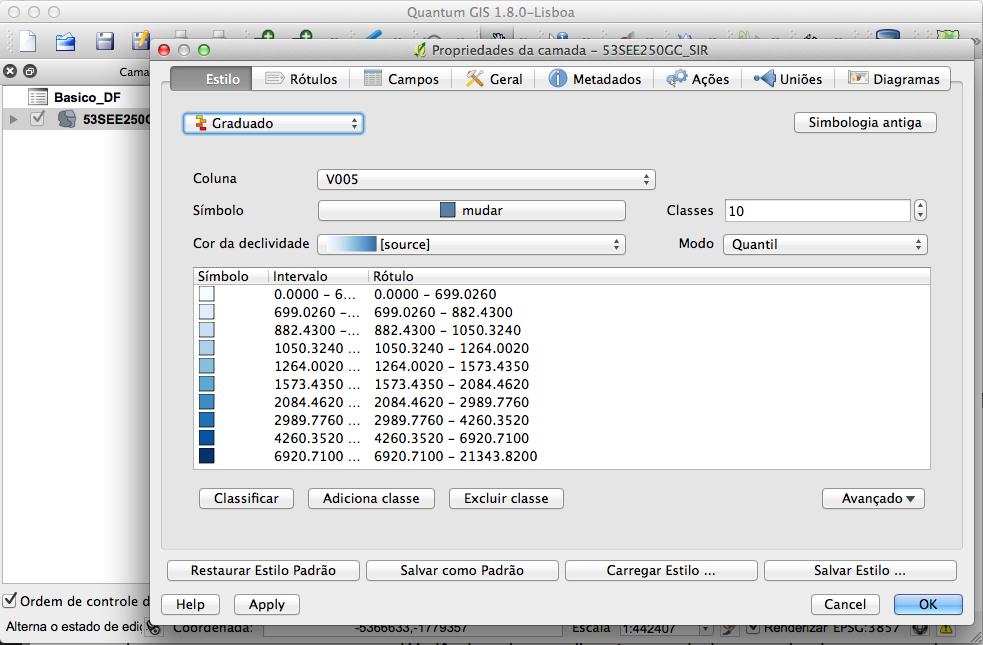 Quantum GIS 1.8.0-Lisboa
Propriedades da camada - 53SEE250GC_SIR
Cama
Estilo Rótulos Campos Geral Metadados Ações Uniões Diagramas
Basico_DF
53SEE250G
Graduado Simbologia antiga
Coluna V005
Símbolo mudar Classes 10
Cor da declividade [source] Modo Quantil
Símbolo Intervalo Rótulo
0.0000 - 6... 0.0000 - 699.0260
699.0260 -... 699.0260 - 882.4300
882.4300 -... 882.4300 - 1050.3240
1050.3240 ... 1050.3240 - 1264.0020
1264.0020 ... 1264.0020 - 1573.4350
1573.4350 ... 1573.4350 - 2084.4620
2084.4620 ... 2084.4620 - 2989.7760
2989.7760 ... 2989.7760 - 4260.3520
4260.3520 ... 4260.3520 - 6920.7100
6920.7100 ... 6920.7100 - 21343.8200
Classificar Adiciona classe Excluir classe Avançado
Restaurar Estilo Padrão Salvar como Padrão Carregar Estilo ... Salvar Estilo ...
Ordem de controle d
Help Apply Cancel OK
Alterna o estado de ediç Coordenada: -5366633,-1779357 Escala 1:442407 Renderizar EPSG:3857